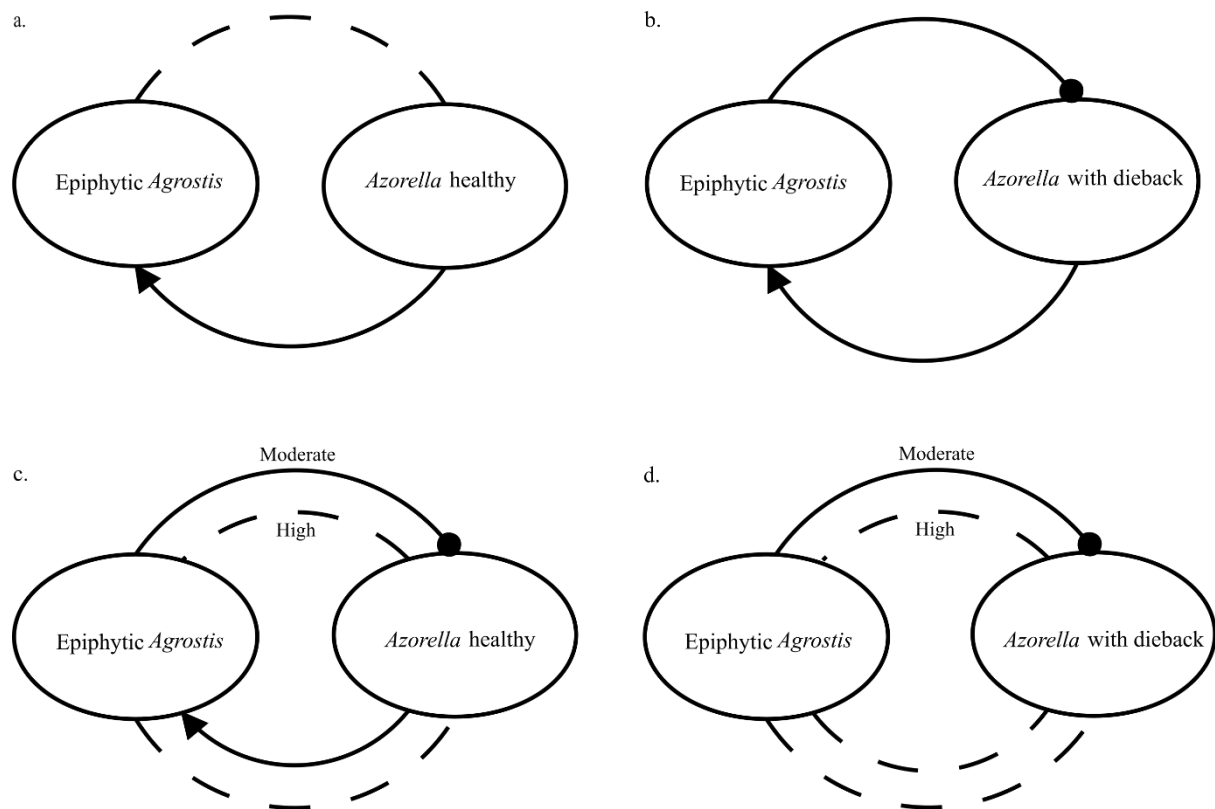 a.
Epiphytic Agrostis
Azorella healthy
b.
Epiphytic Agrostis
Azorella with dieback
c.
Moderate
High
Epiphytic Agrostis
Azorella healthy
d.
Moderate
High
Epiphytic Agrostis
Azorella with dieback